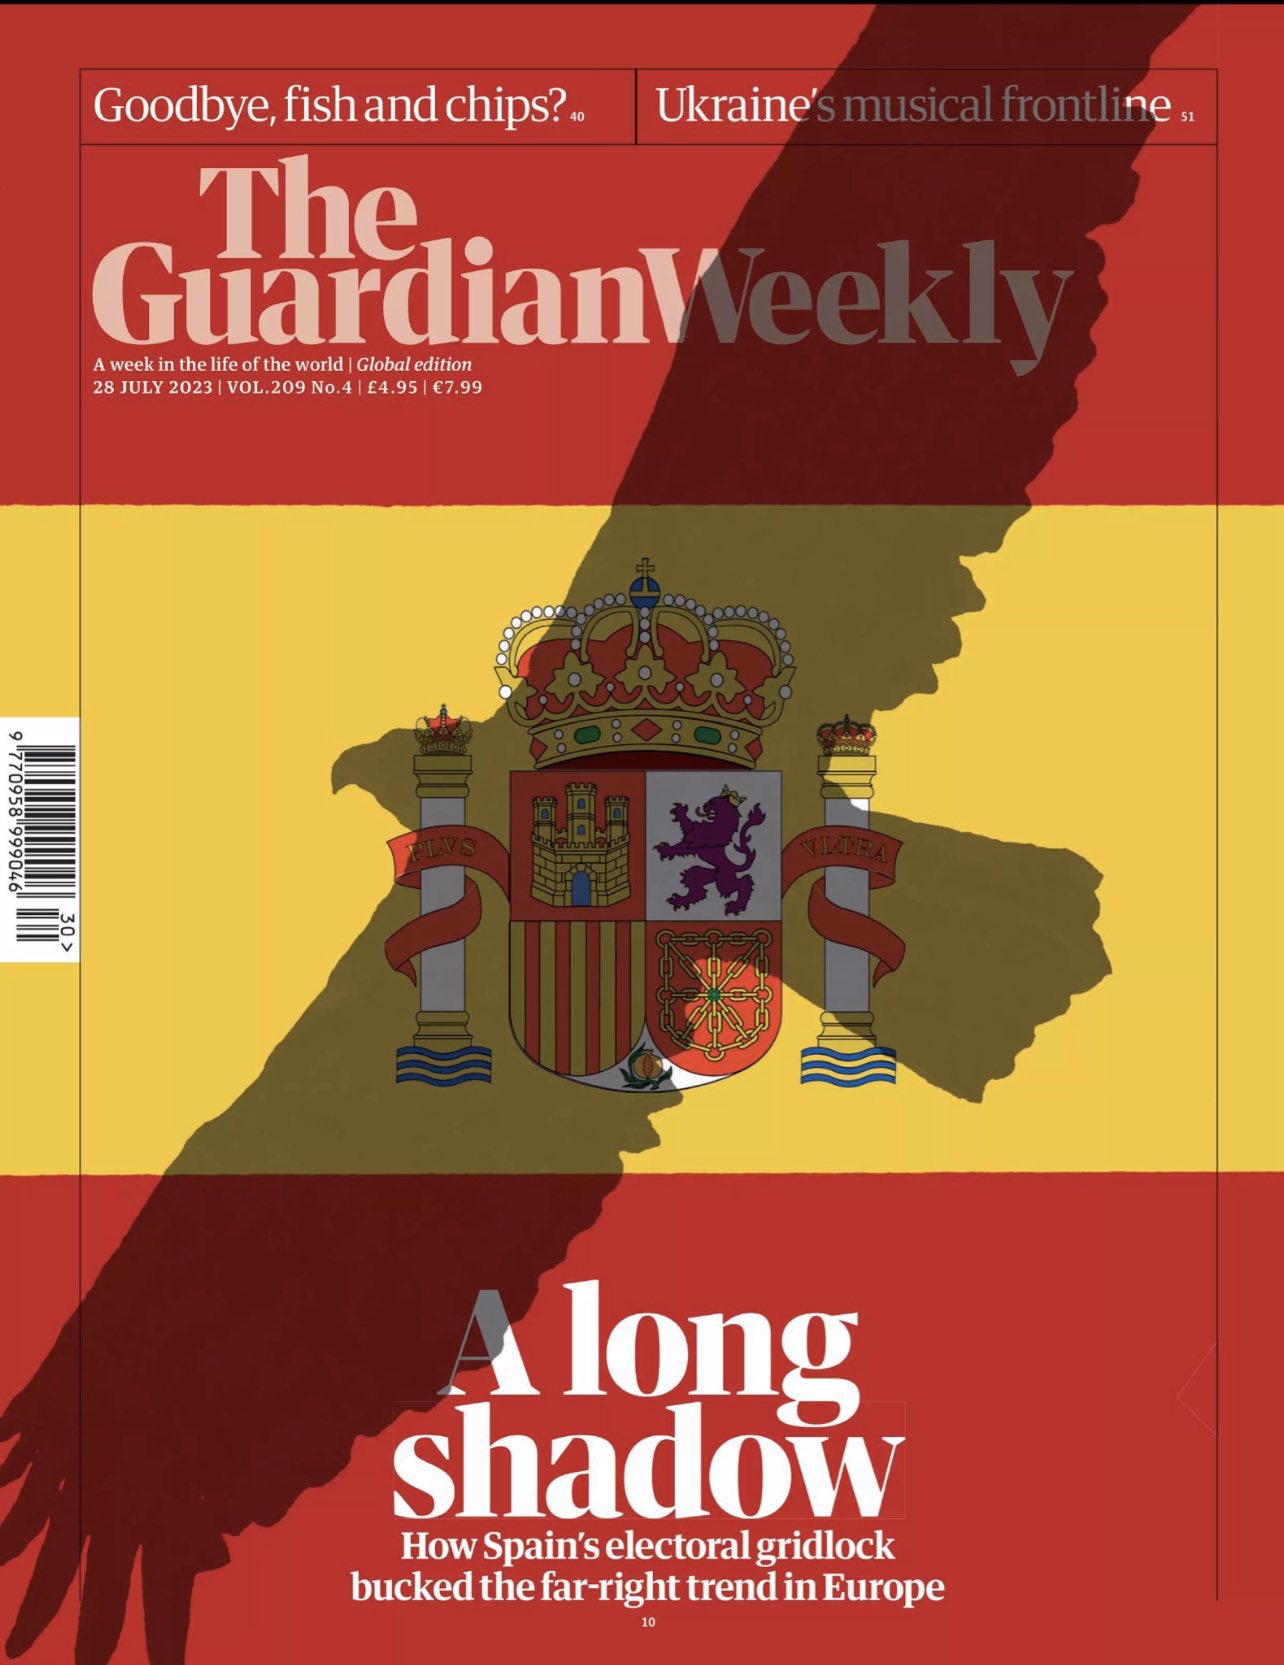 Goodbye, fish and chips? 40
Ukraine's musical frontline 51
The
GuardianWeekly
A week in the life of the world | Global edition
28 JULY 2023 | VOL.209 No.4 | £4.95 | €7.99
9 770958 999046
30>
PLVS
VLTRA
A long
shadow
How Spain's electoral gridlock
bucked the far-right trend in Europe
10